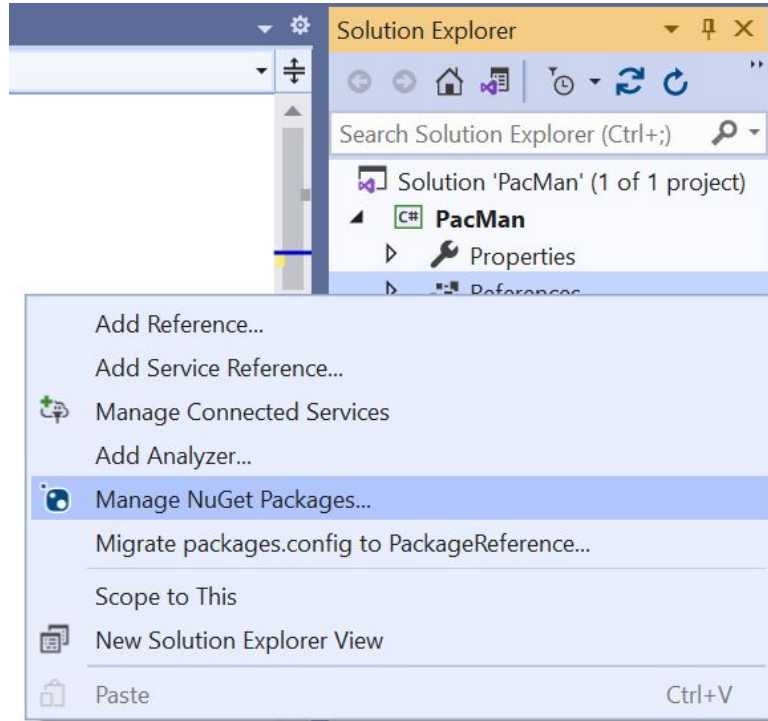 Solution Explorer
Search Solution Explorer (Ctrl+;)
Solution 'PacMan' (1 of 1 project)
C# PacMan
Properties
References
Add Reference...
Add Service Reference...
Manage Connected Services
Add Analyzer...
Manage NuGet Packages...
Migrate packages.config to PackageReference...
Scope to This
New Solution Explorer View
Paste Ctrl+V